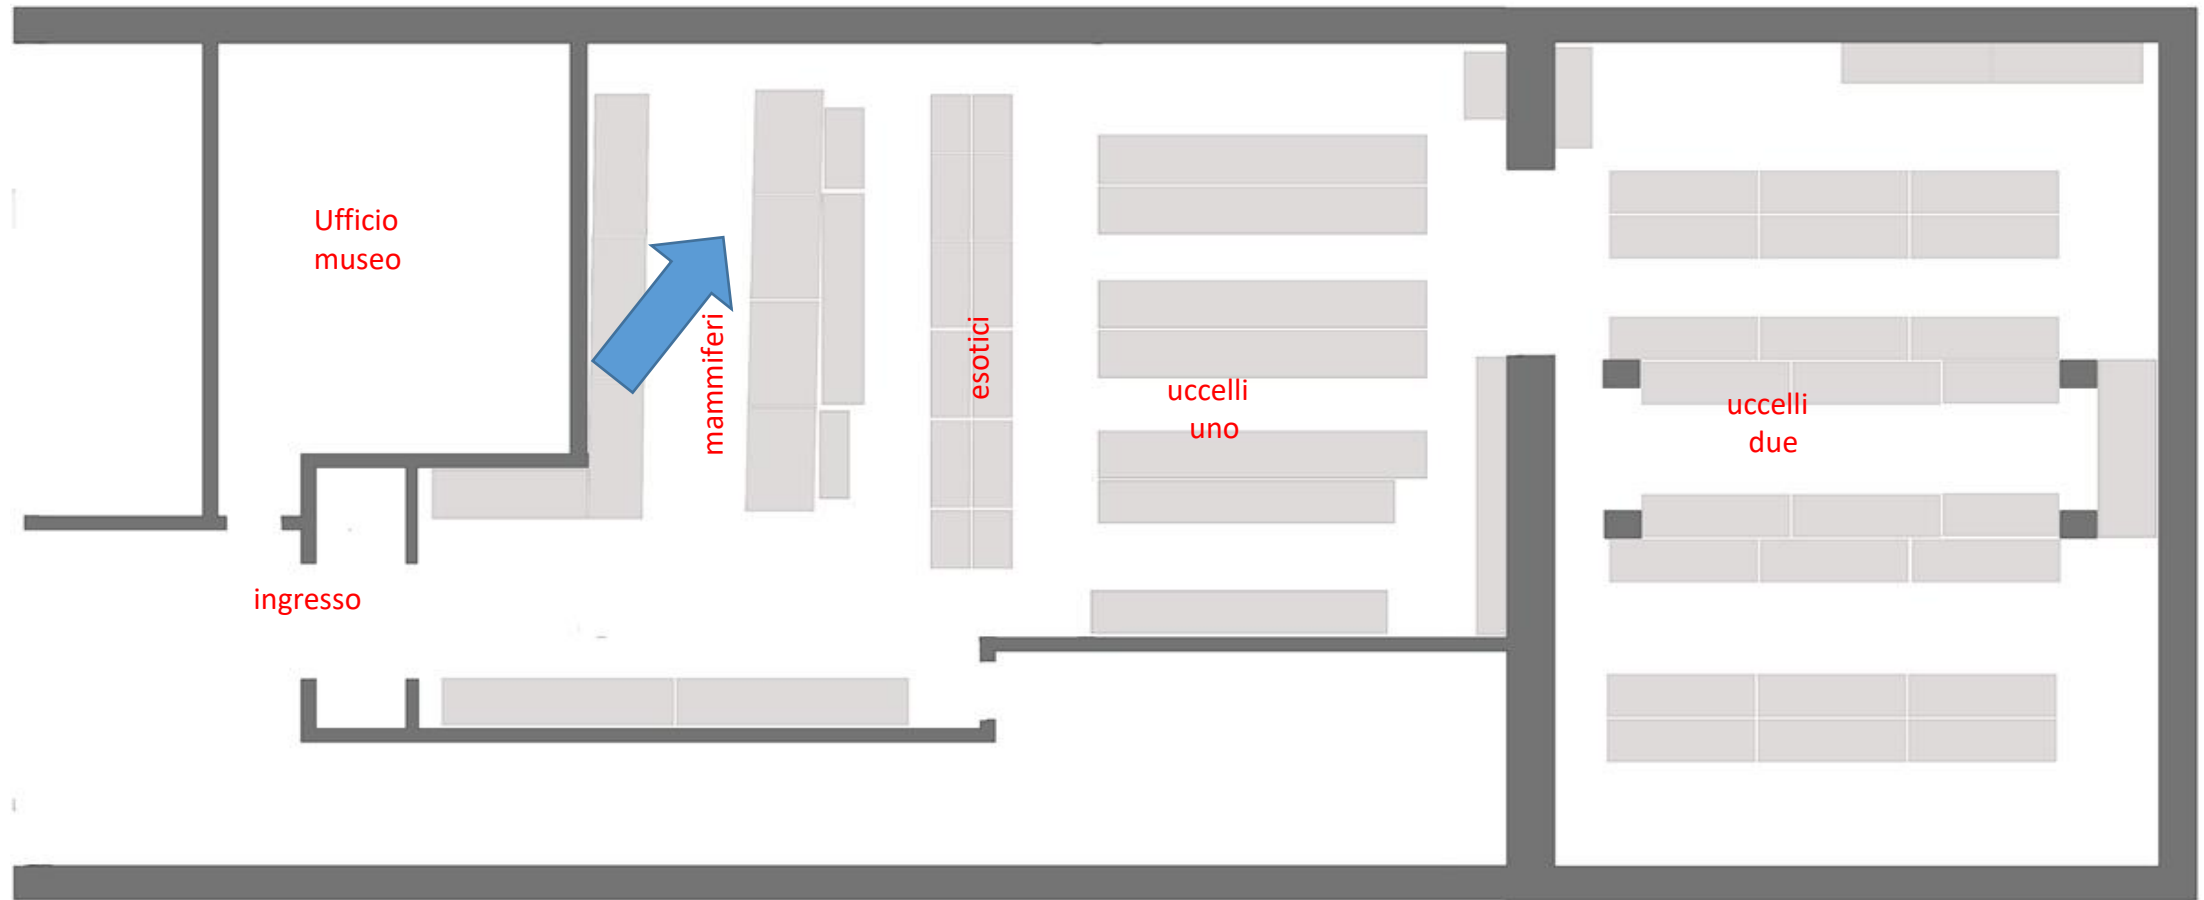 Ufficio
museo
mammiferi
esotici
uccelli
uno
uccelli
due
ingresso